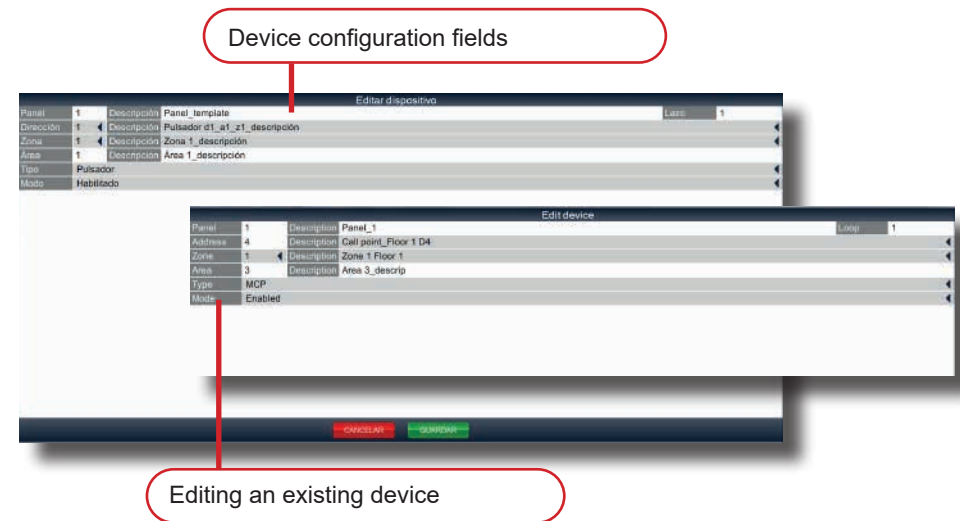 Device configuration fields
Editar dispositivo
Panel 1 Descripción Panel_template Lazo 1
Dirección 1 Descripción Pulsador d1_a1_z1_descripción
Zona 1 Descripción Zona 1_descripción
Área 1 Descripción Área 1_descripción
Tipo Pulsador
Modo Habilitado
Edit device
Panel 1 Description Panel_1 Loop 1
Address 4 Description Call point_Floor 1 D4
Zone 1 Description Zone 1 Floor 1
Area 3 Description Area 3_descrip
Type MCP
Mode Enabled
CANCELAR GUARDAR
Editing an existing device